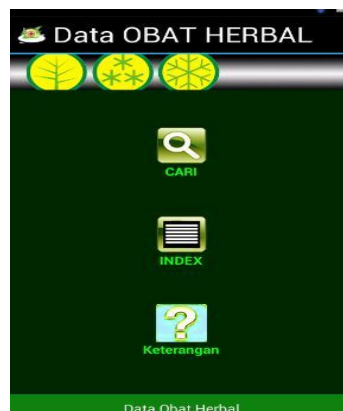 Data OBAT HERBAL
CARI
INDEX
Keterangan
Data Obat Herbal